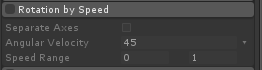 Rotation by Speed
Separate Axes
Angular Velocity 45
Speed Range 0 1